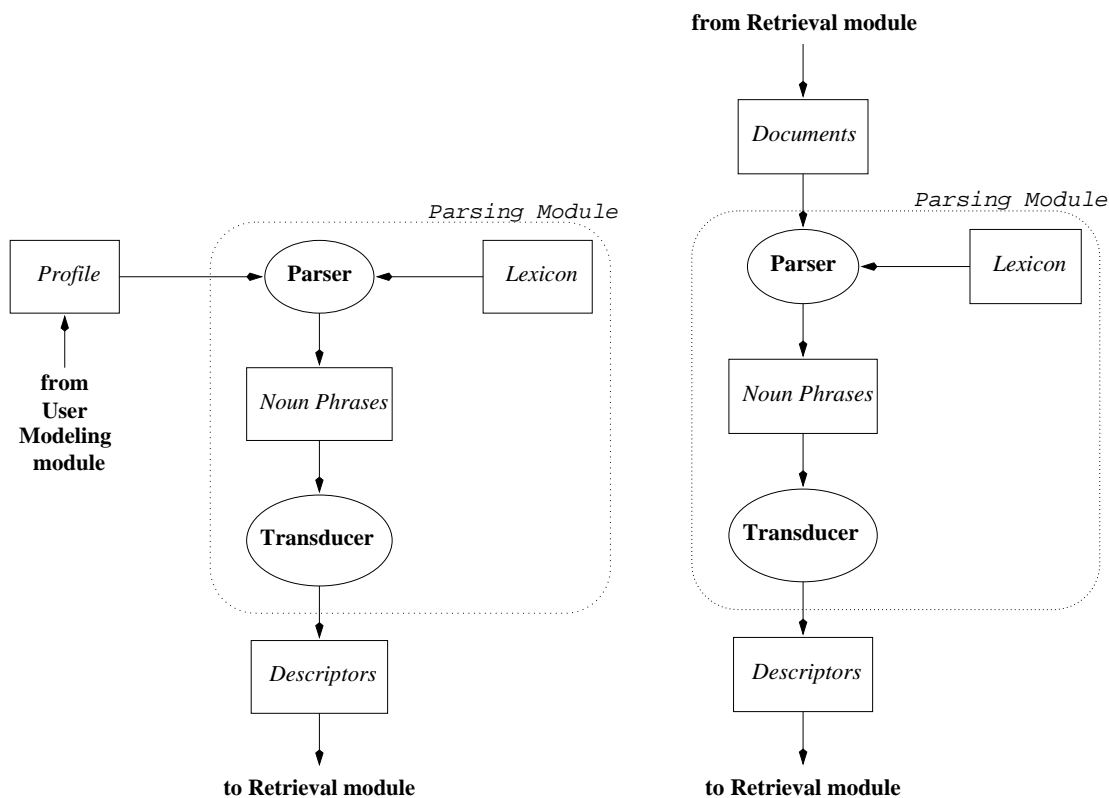 from Retrieval module
Documents
Parsing Module
Profile
Parser
Lexicon
from
User
Modeling
module
Noun Phrases
Transducer
Descriptors
to Retrieval module
Parsing Module
Parser
Lexicon
Noun Phrases
Transducer
Descriptors
to Retrieval module